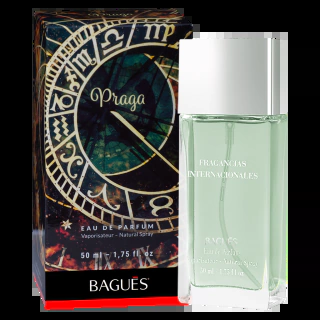 Praga
EAU DE PARFUM
Vaporisateur - Natural Spray
50 ml - 1,75 fl. oz.
BAGUÉS
FRAGANCIAS
INTERNACIONALES